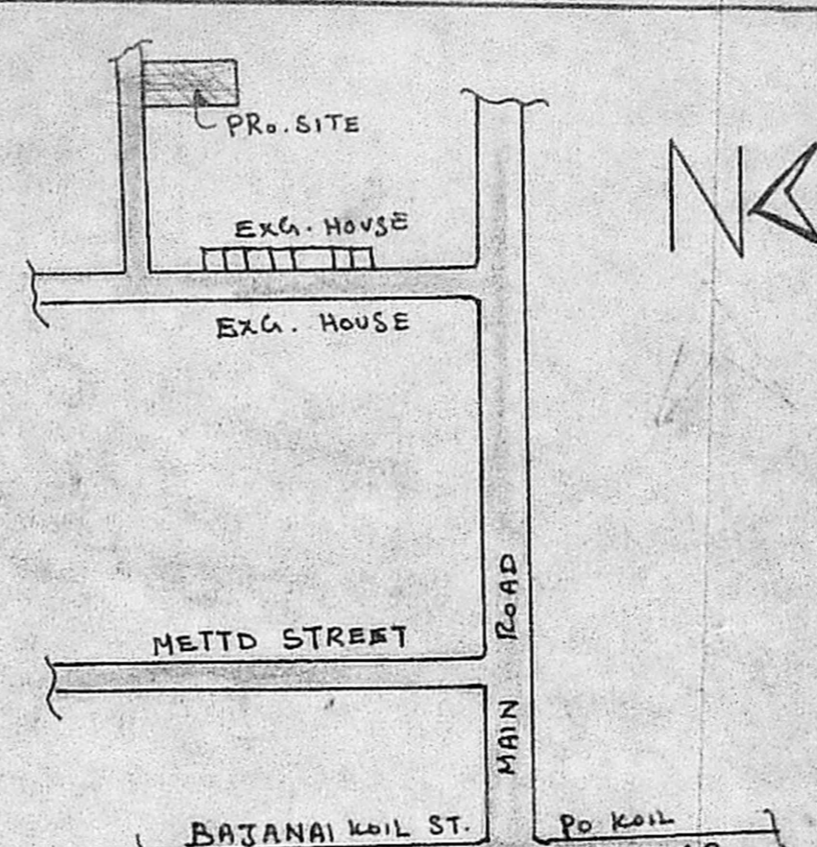 PRO. SITE
N
EXG. HOUSE
EXG. HOUSE
METTD STREET
MAIN ROAD
BAJANAI KOIL ST.
PO KOIL